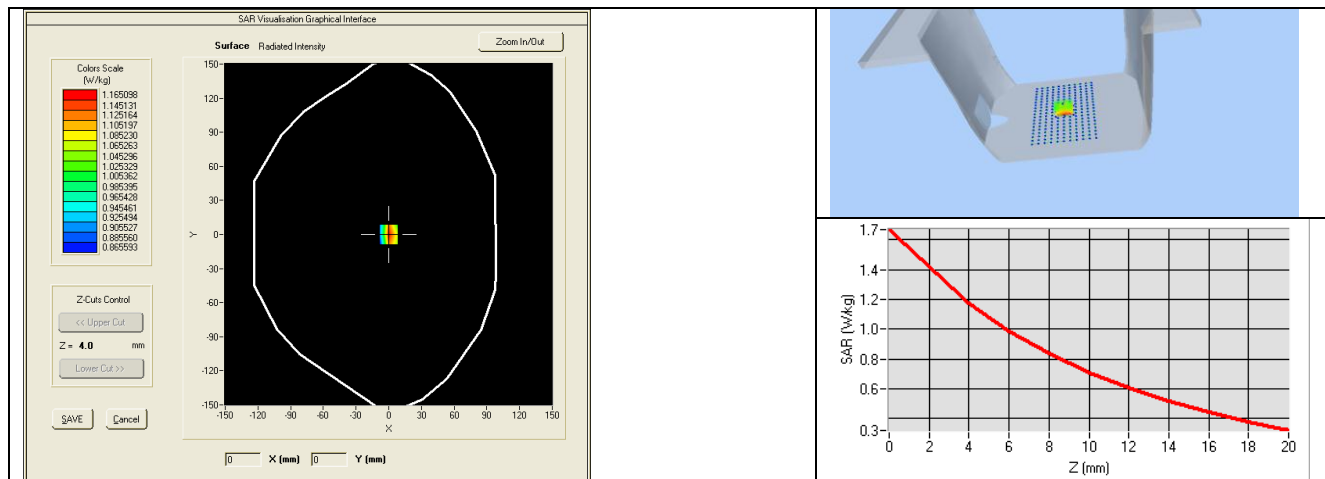 SAR Visualisation Graphical Interface
Surface Radiated Intensity
Zoom In/Out
Colors Scale
(W/kg)
1.165098
1.145131
1.125164
1.105197
1.085230
1.065263
1.045296
1.025329
1.005362
0.985395
0.965428
0.945461
0.925494
0.905527
0.885560
0.865593
Z-Cuts Control
<< Upper Cut
Z = 4.0 mm
Lower Cut >>
SAVE Cancel
150-
120-
90-
60-
30-
0-
-30-
-60-
-90-
-120-
-150-
Y
-150 -120 -90 -60 -30 0 30 60 90 120 150
X
0 X (mm) 0 Y (mm)
1.7-
1.4-
1.2-
1.0-
0.8-
0.6-
0.3-
SAR (W/kg)
0 2 4 6 8 10 12 14 16 18 20
Z (mm)